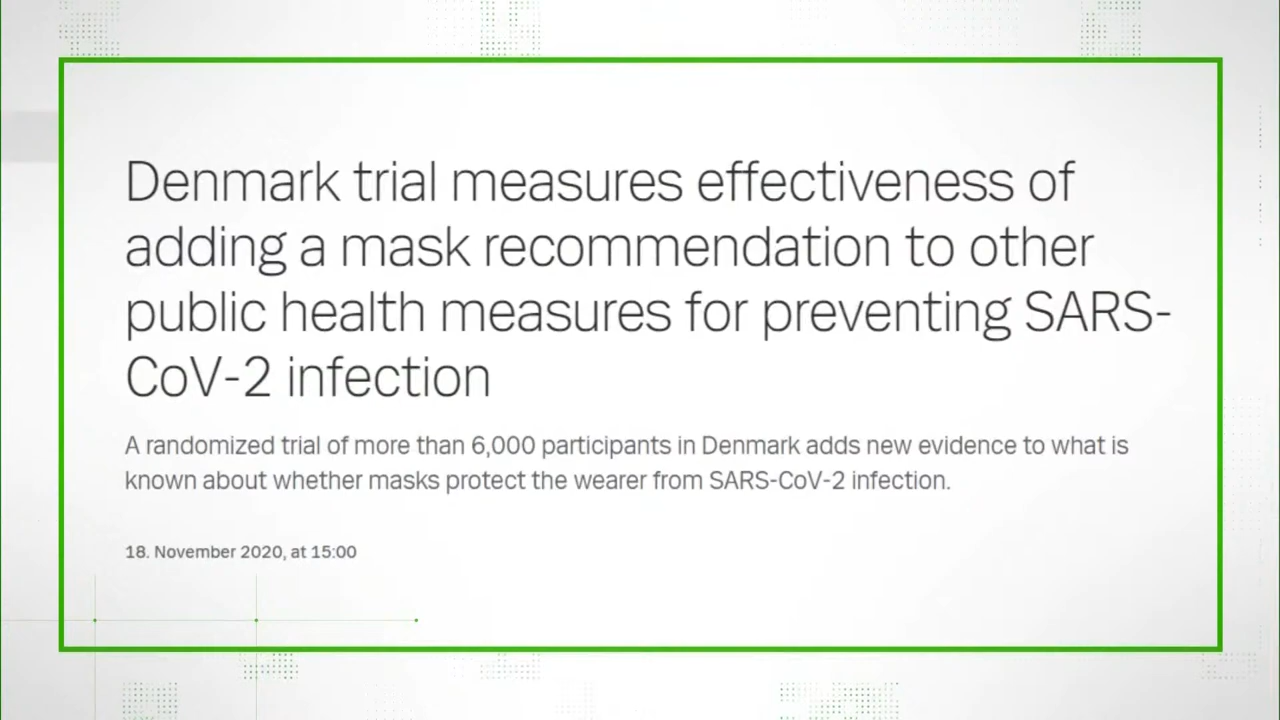 Denmark trial measures effectiveness of
adding a mask recommendation to other
public health measures for preventing SARS-
CoV-2 infection
A randomized trial of more than 6,000 participants in Denmark adds new evidence to what is
known about whether masks protect the wearer from SARS-CoV-2 infection.
18. November 2020, at 15:00